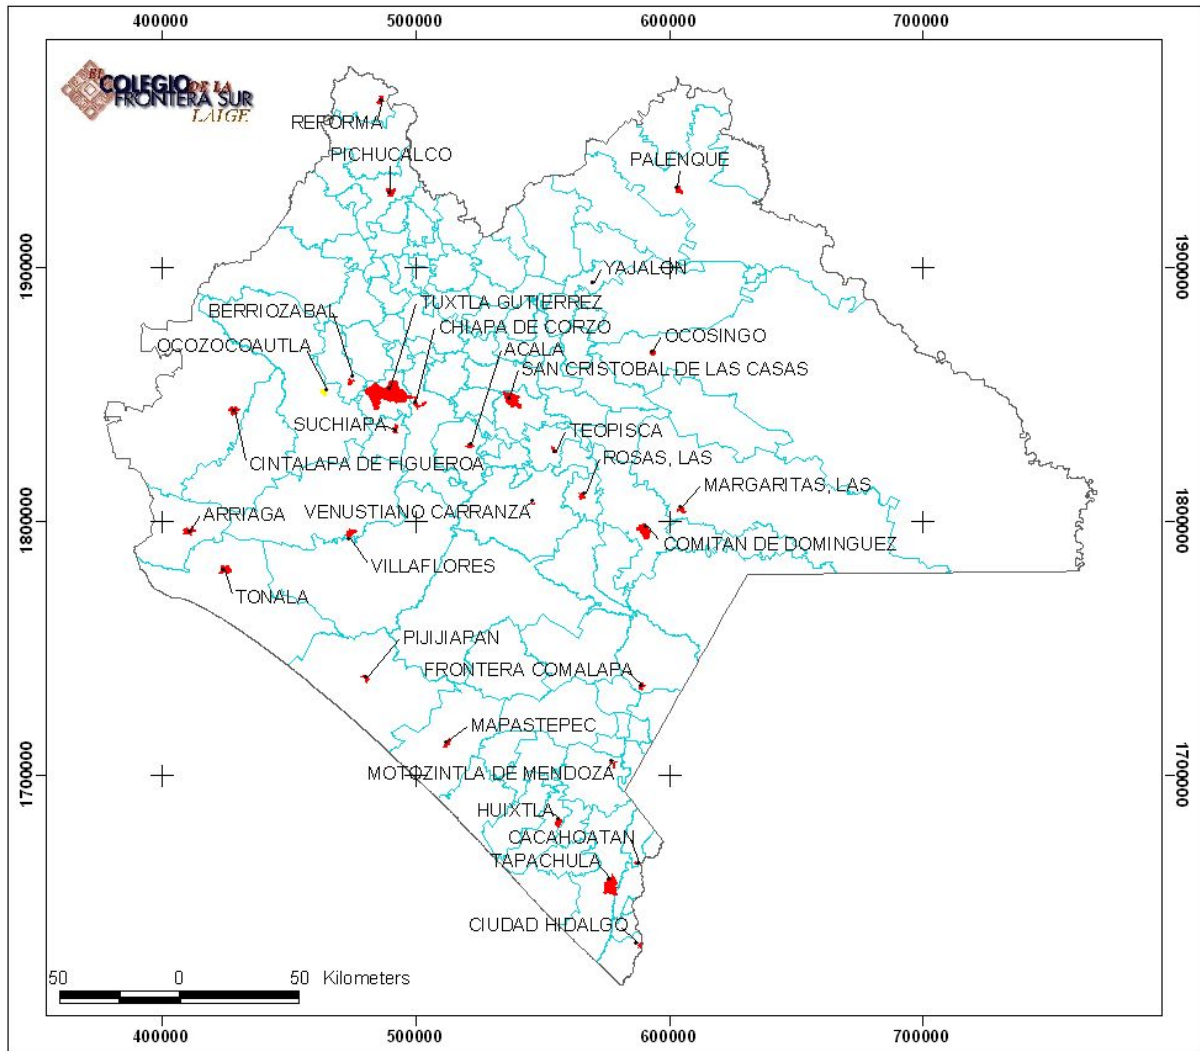 400000 500000 600000 700000
EL
COLEGIO DE LA
FRONTERA SUR
LAIGE
REFORMA
PICHUCALCO
PALENQUE
1900000
1900000
YAJALON
BERRIOZABAL
TUXTLA GUTIERREZ
CHIAPA DE CORZO
OCOZOCOAUTLA
ACALA
OCOSINGO
SAN CRISTOBAL DE LAS CASAS
SUCHIAPA
TEOPISCA
CINTALAPA DE FIGUEROA
ROSAS, LAS
MARGARITAS, LAS
ARRIAGA
VENUSTIANO CARRANZA
1800000
1800000
COMITAN DE DOMINGUEZ
VILLAFLORES
TONALA
PIJIJIAPAN
FRONTERA COMALAPA
MAPASTEPEC
MOTOZINTLA DE MENDOZA
1700000
1700000
HUIXTLA
CACAHOATAN
TAPACHULA
CIUDAD HIDALGO
50 0 50 Kilometers
400000 500000 600000 700000